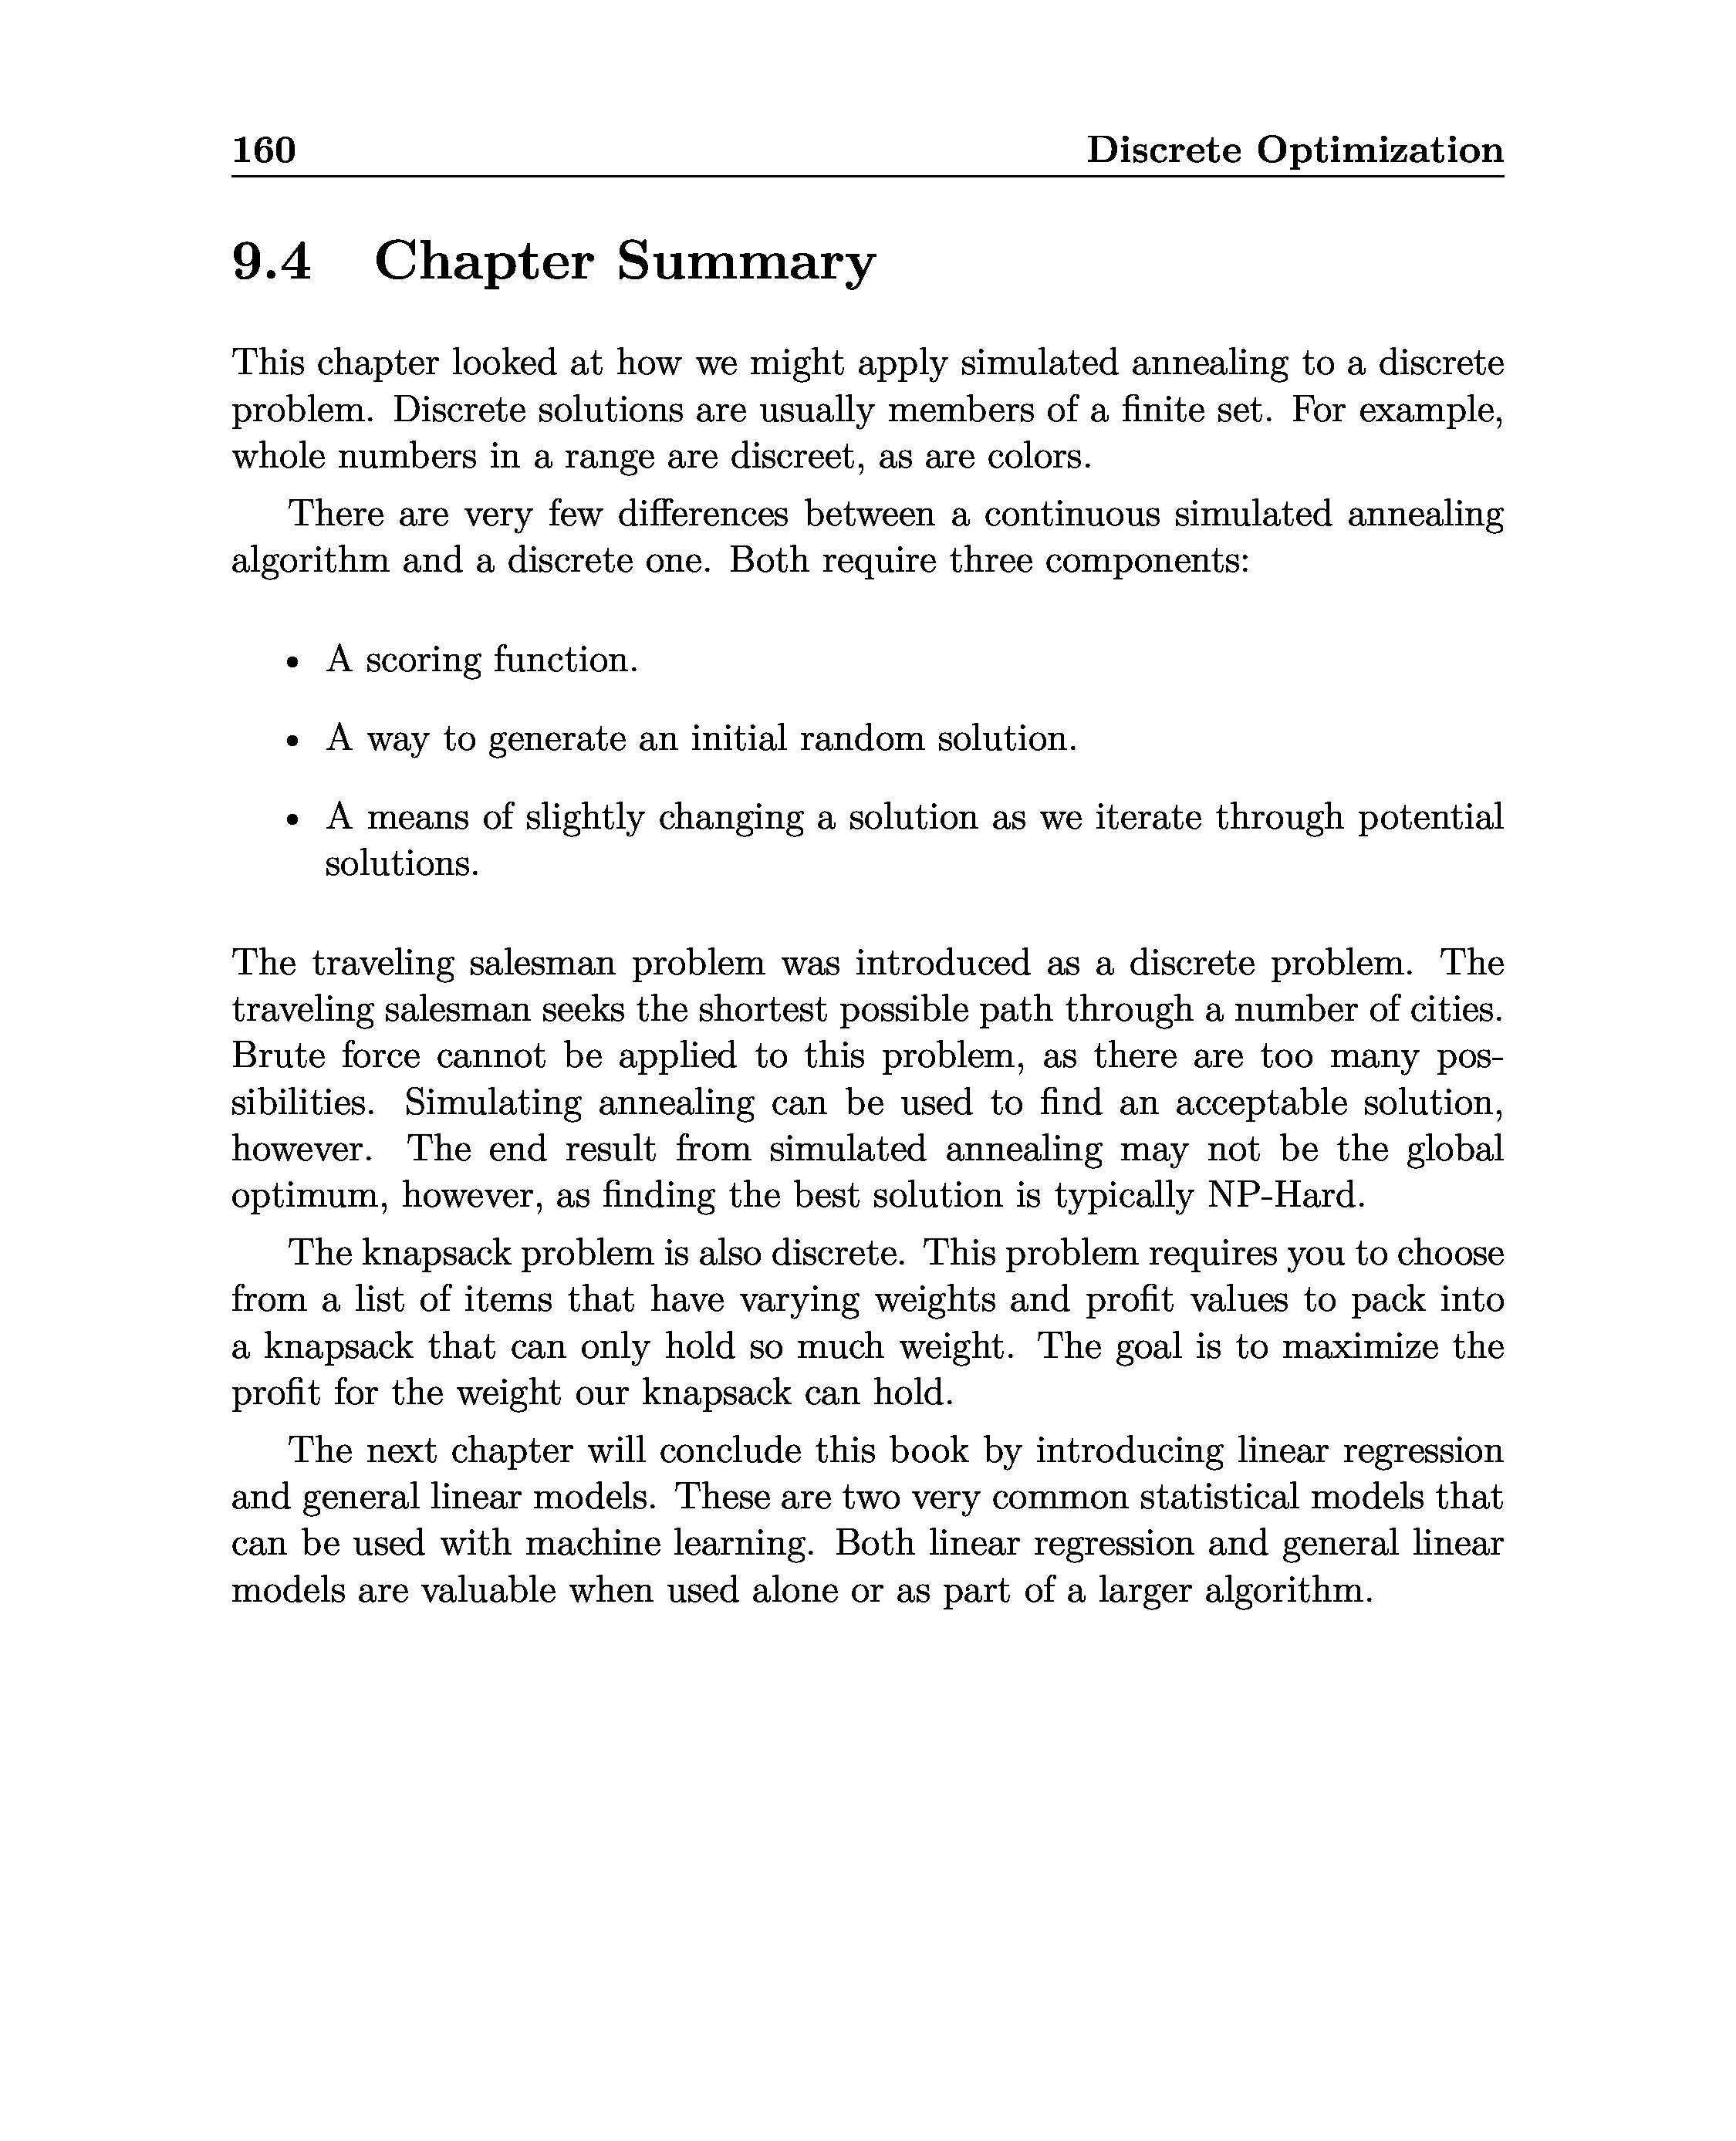 160 Discrete Optimization
9.4 Chapter Summary
This chapter looked at how we might apply simulated annealing to a discrete
problem. Discrete solutions are usually members of a finite set. For example,
whole numbers in a range are discreet, as are colors.
There are very few differences between a continuous simulated annealing
algorithm and a discrete one. Both require three components:
• A scoring function.
• A way to generate an initial random solution.
• A means of slightly changing a solution as we iterate through potential
solutions.
The traveling salesman problem was introduced as a discrete problem. The
traveling salesman seeks the shortest possible path through a number of cities.
Brute force cannot be applied to this problem, as there are too many pos-
sibilities. Simulating annealing can be used to find an acceptable solution,
however. The end result from simulated annealing may not be the global
optimum, however, as finding the best solution is typically NP-Hard.
The knapsack problem is also discrete. This problem requires you to choose
from a list of items that have varying weights and profit values to pack into
a knapsack that can only hold so much weight. The goal is to maximize the
profit for the weight our knapsack can hold.
The next chapter will conclude this book by introducing linear regression
and general linear models. These are two very common statistical models that
can be used with machine learning. Both linear regression and general linear
models are valuable when used alone or as part of a larger algorithm.